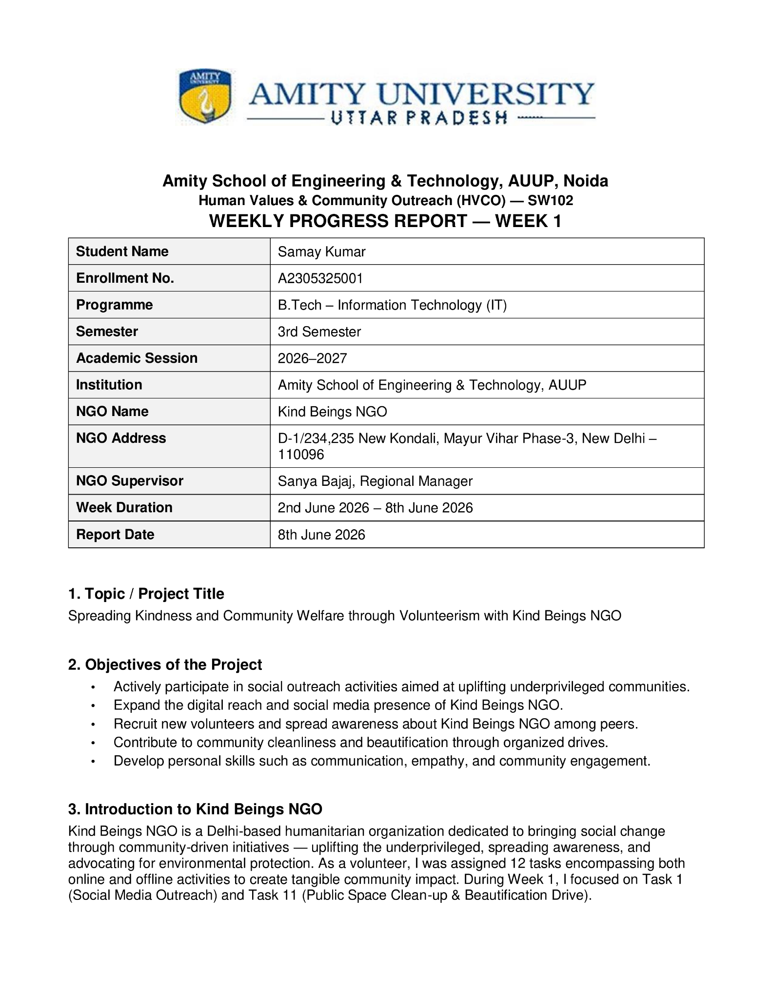 AMITY
UNIVERSITY
AMITY UNIVERSITY
UTTAR PRADESH
Amity School of Engineering & Technology, AUUP, Noida
Human Values & Community Outreach (HVCO) — SW102
WEEKLY PROGRESS REPORT — WEEK 1
Student Name Samay Kumar
Enrollment No. A2305325001
Programme B.Tech – Information Technology (IT)
Semester 3rd Semester
Academic Session 2026–2027
Institution Amity School of Engineering & Technology, AUUP
NGO Name Kind Beings NGO
NGO Address D-1/234,235 New Kondali, Mayur Vihar Phase-3, New Delhi –
110096
NGO Supervisor Sanya Bajaj, Regional Manager
Week Duration 2nd June 2026 – 8th June 2026
Report Date 8th June 2026
1. Topic / Project Title
Spreading Kindness and Community Welfare through Volunteerism with Kind Beings NGO
2. Objectives of the Project
• Actively participate in social outreach activities aimed at uplifting underprivileged communities.
• Expand the digital reach and social media presence of Kind Beings NGO.
• Recruit new volunteers and spread awareness about Kind Beings NGO among peers.
• Contribute to community cleanliness and beautification through organized drives.
• Develop personal skills such as communication, empathy, and community engagement.
3. Introduction to Kind Beings NGO
Kind Beings NGO is a Delhi-based humanitarian organization dedicated to bringing social change
through community-driven initiatives — uplifting the underprivileged, spreading awareness, and
advocating for environmental protection. As a volunteer, I was assigned 12 tasks encompassing both
online and offline activities to create tangible community impact. During Week 1, I focused on Task 1
(Social Media Outreach) and Task 11 (Public Space Clean-up & Beautification Drive).